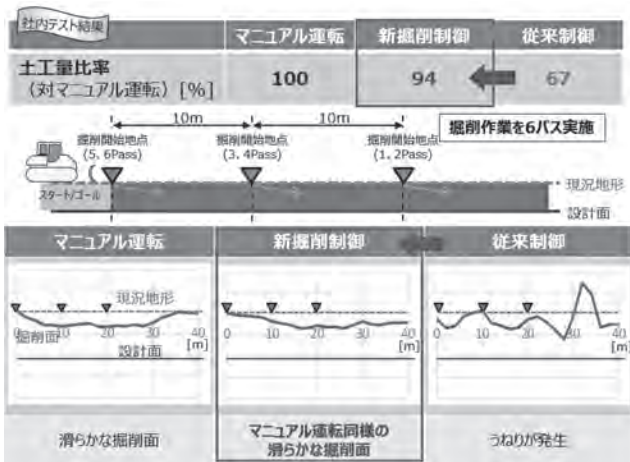 社内テスト結果
マニュアル運転 新掘削制御 従来制御
土工量比率
（対マニュアル運転）[%] 100 94 67
10m 10m
掘削開始地点 掘削開始地点 掘削開始地点
(5.6Pass) (3.4Pass) (1.2Pass)
掘削作業を6パス実施
スタート/ゴール
現況地形
設計面
マニュアル運転 新掘削制御 従来制御
現況地形
0 10 20 30 40
[m]
掘削面
設計面
0 10 20 30 40
[m]
0 10 20 30 40
[m]
滑らかな掘削面
マニュアル運転同様の
滑らかな掘削面
うねりが発生